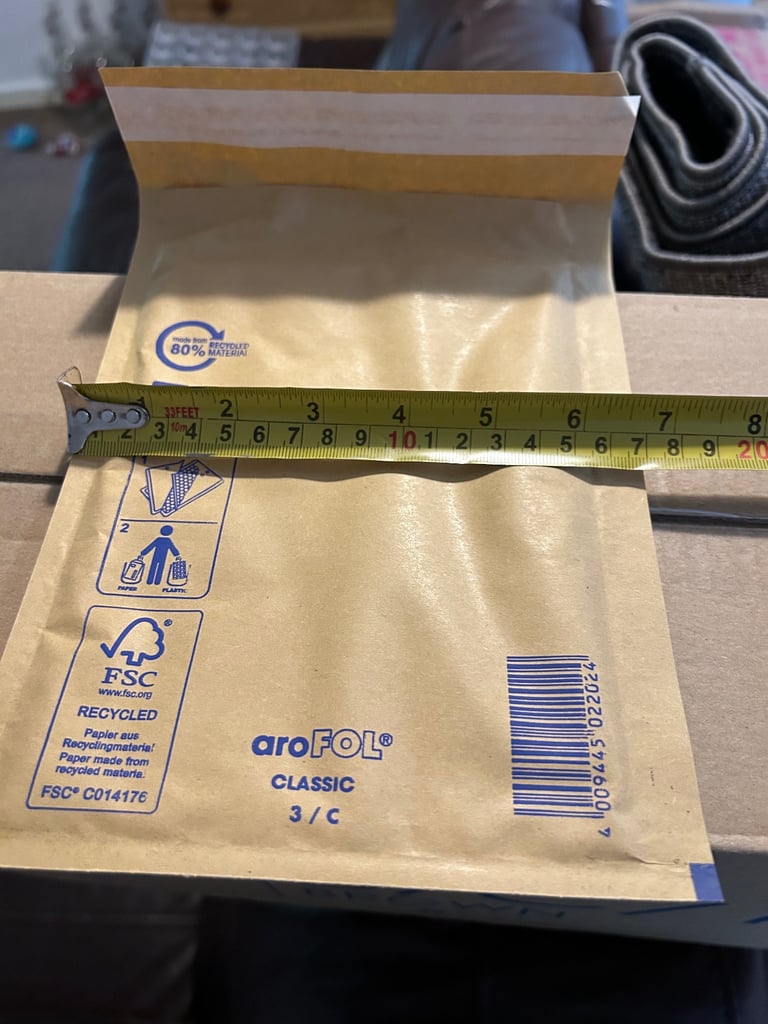 made from
80% RECYCLED
MATERIAL
1 2 3 4 5 6 7 8
33FEET
10m
1 2 3 4 5 6 7 8 9 10 1 2 3 4 5 6 7 8 9 20
1
2
PAPER PLASTIC
FSC®
www.fsc.org
RECYCLED
Papier aus
Recyclingmaterial
Paper made from
recycled material
FSC® C014176
aroFOL®
CLASSIC
3 / C
4 009445 022024